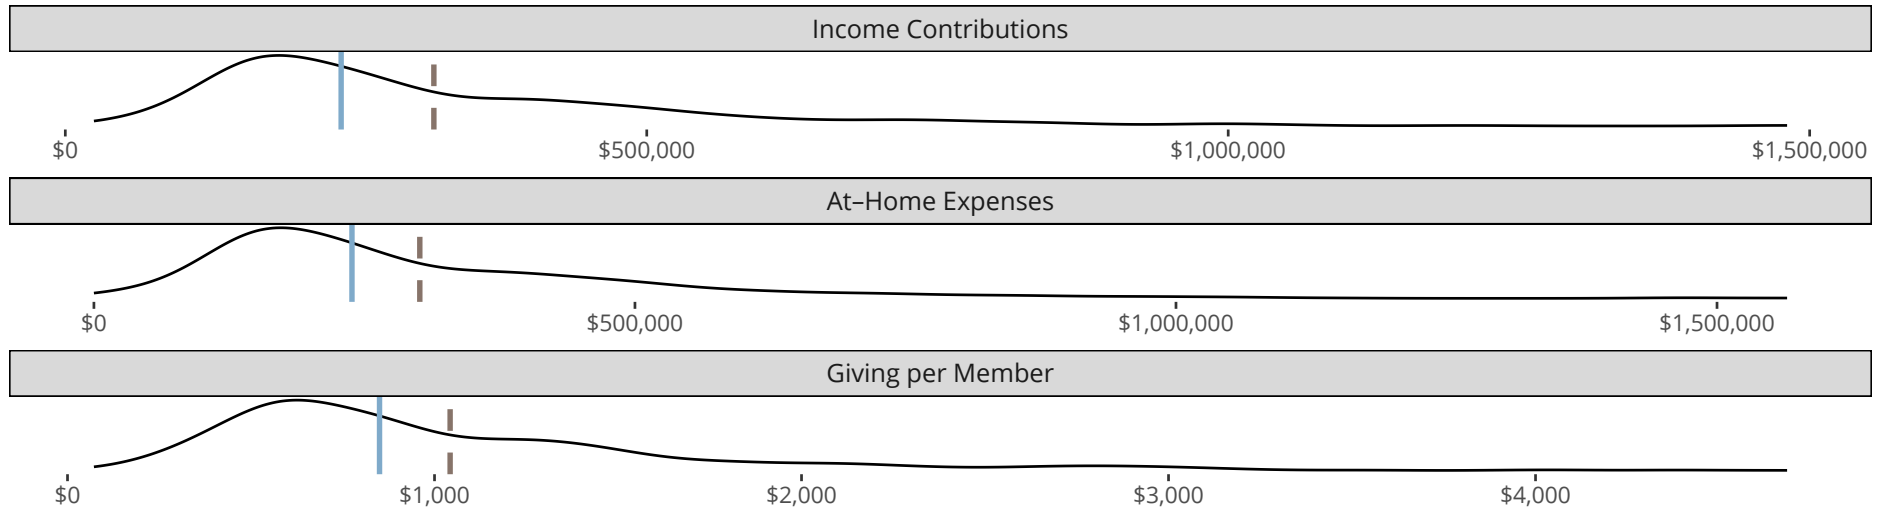 Income Contributions
$0 $500,000 $1,000,000 $1,500,000
At–Home Expenses
$0 $500,000 $1,000,000 $1,500,000
Giving per Member
$0 $1,000 $2,000 $3,000 $4,000